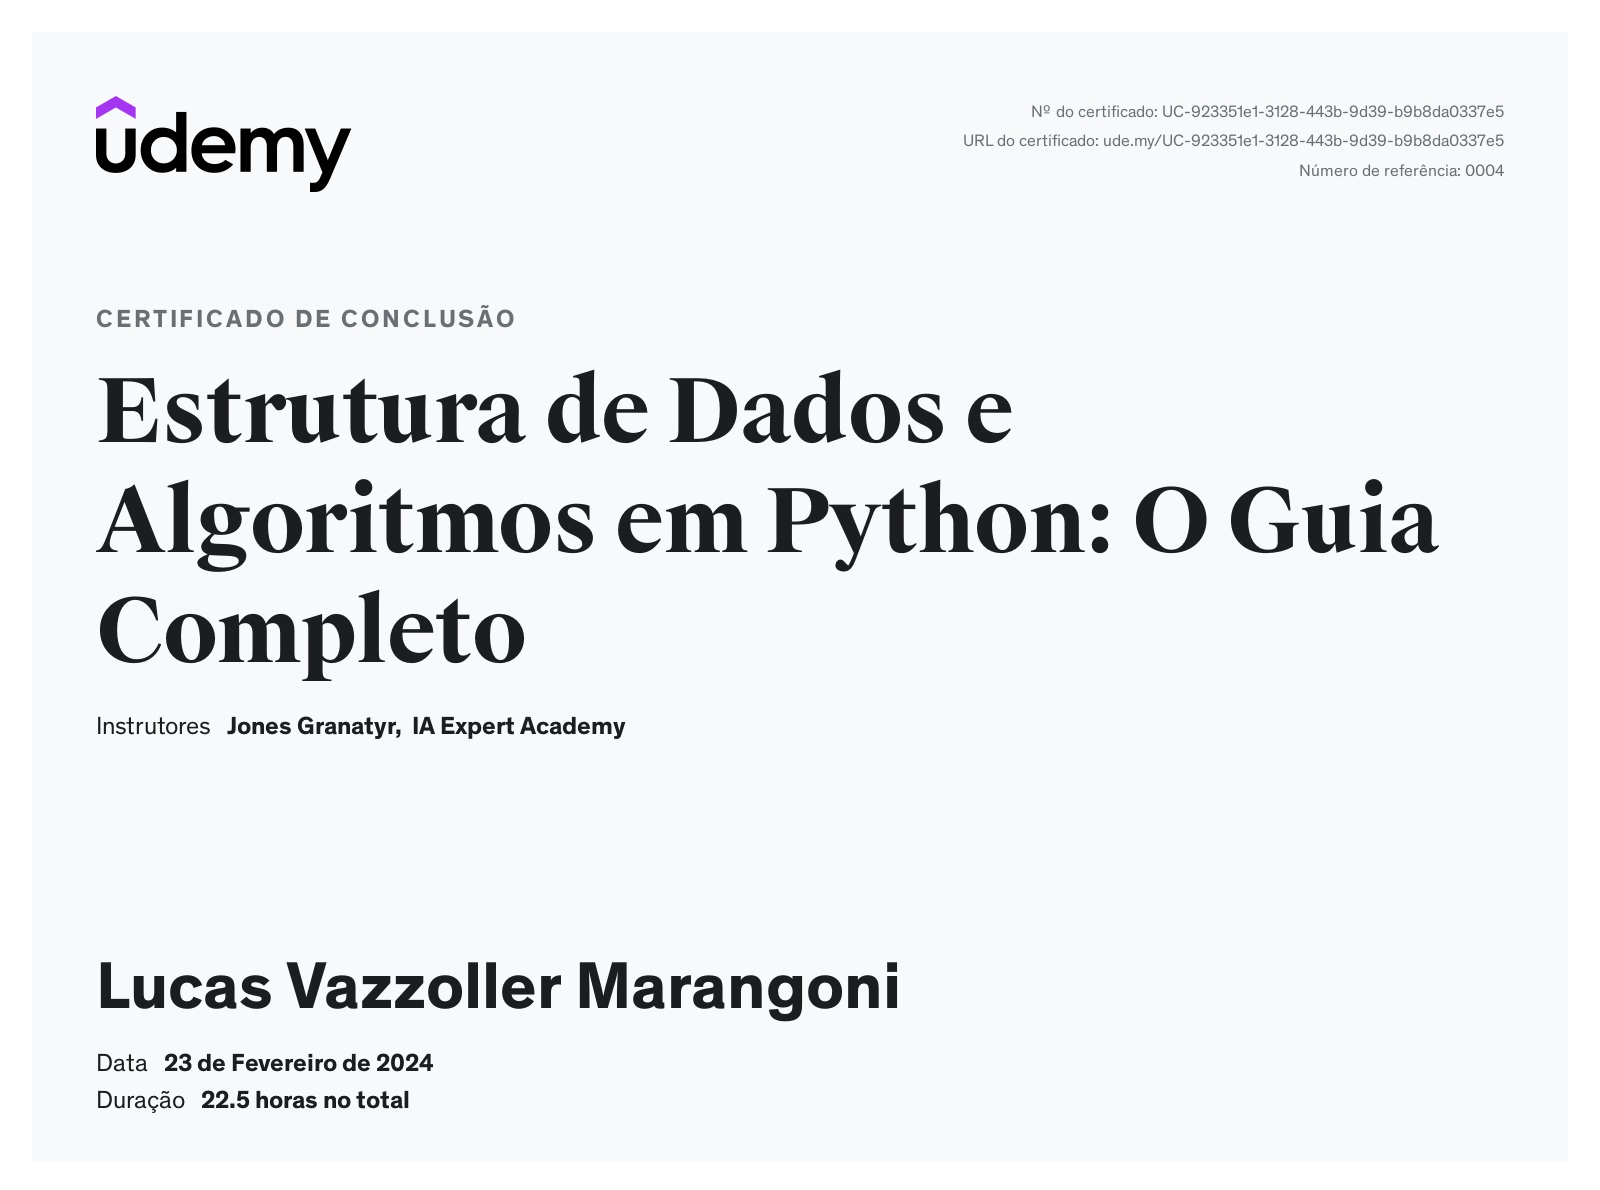 udemy
Nº do certificado: UC-923351e1-3128-443b-9d39-b9b8da0337e5
URL do certificado: ude.my/UC-923351e1-3128-443b-9d39-b9b8da0337e5
Número de referência: 0004
CERTIFICADO DE CONCLUSÃO
Estrutura de Dados e
Algoritmos em Python: O Guia
Completo
Instrutores Jones Granatyr, IA Expert Academy
Lucas Vazzoller Marangoni
Data 23 de Fevereiro de 2024
Duração 22.5 horas no total